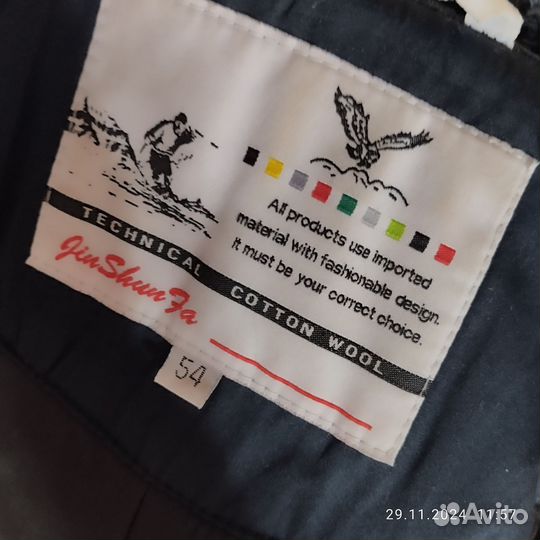 All products use imported
material with fashionable design.
it must be your correct choice.
TECHNICAL COTTON WOOL
JinShunFa
54
29.11.2024 11:57
Avito